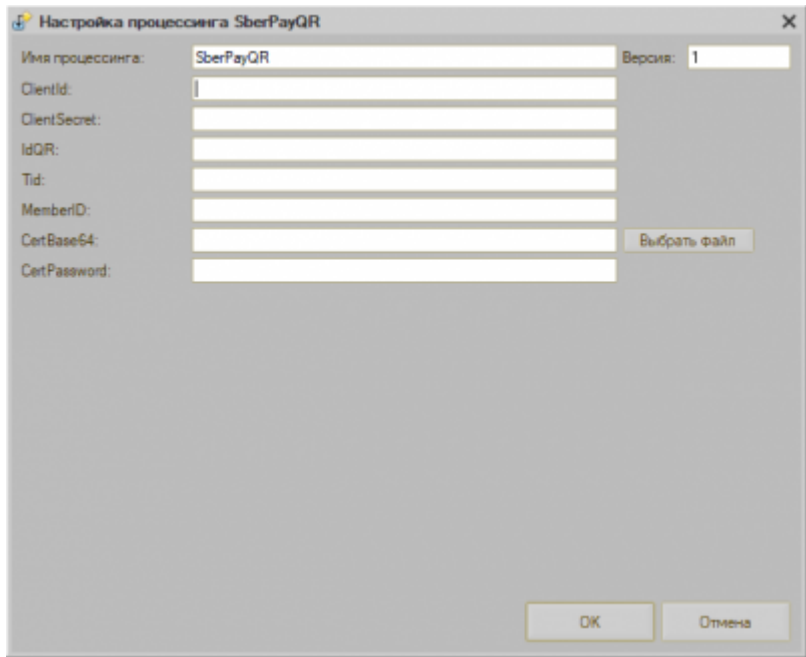 Настройка процессинга SberPayQR
Имя процессинга: SberPayQR Версия: 1
ClientId:
ClientSecret:
IdQR:
Tid:
MemberID:
CertBase64: Выбрать файл
CertPassword:
OK Отмена